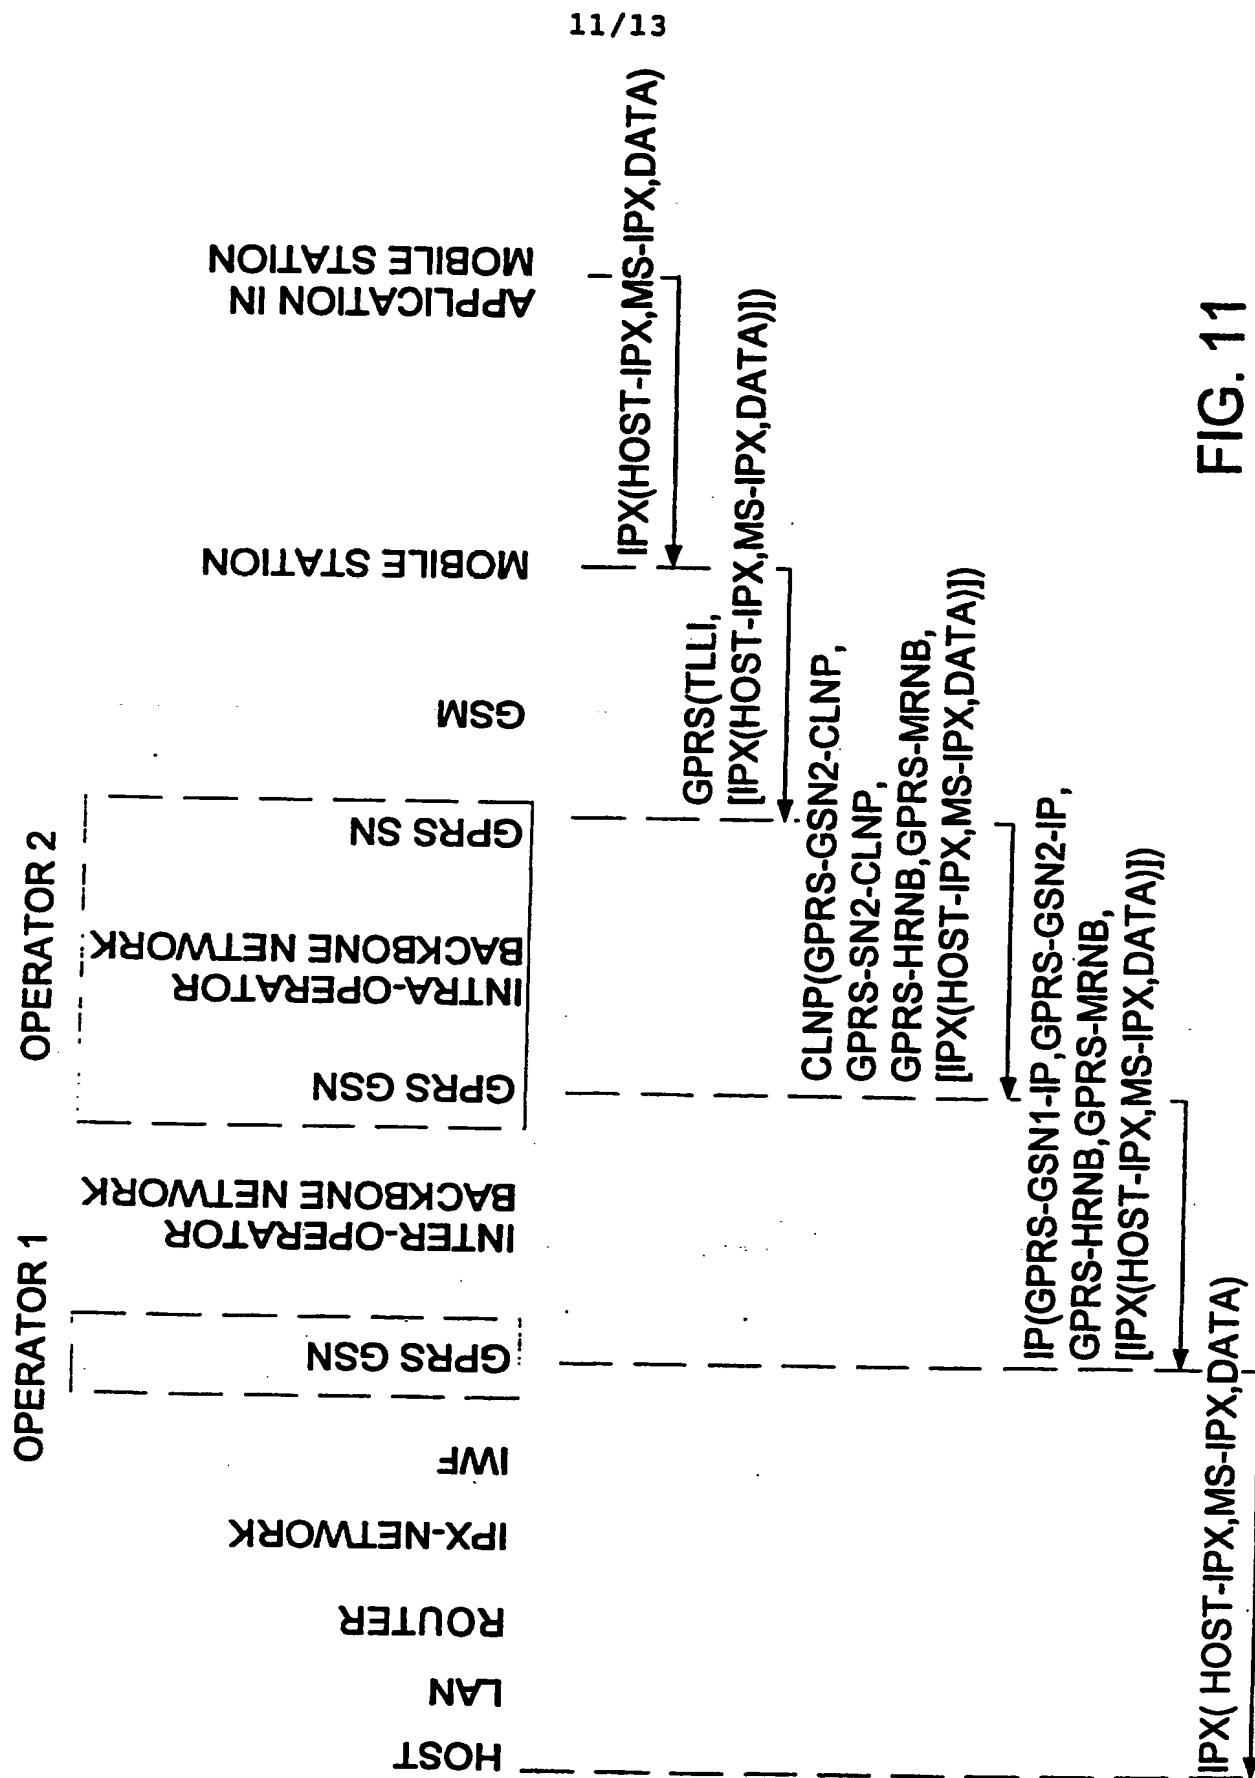 11/13
OPERATOR 1
OPERATOR 2
HOST
LAN
ROUTER
IPX-NETWORK
IWF
GPRS GSN
INTER-OPERATOR
BACKBONE NETWORK
GPRS GSN
INTRA-OPERATOR
BACKBONE NETWORK
GPRS SN
GSM
MOBILE STATION
APPLICATION IN
MOBILE STATION
IPX(HOST-IPX,MS-IPX,DATA)
GPRS(TLLI,
[IPX(HOST-IPX,MS-IPX,DATA)])
CLNP(GPRS-GSN2-CLNP,
GPRS-SN2-CLNP,
GPRS-HRNB,GPRS-MRNB,
[IPX(HOST-IPX,MS-IPX,DATA)])
IP(GPRS-GSN1-IP,GPRS-GSN2-IP,
GPRS-HRNB,GPRS-MRNB,
[IPX(HOST-IPX,MS-IPX,DATA)])
IPX( HOST-IPX,MS-IPX,DATA)
FIG. 11